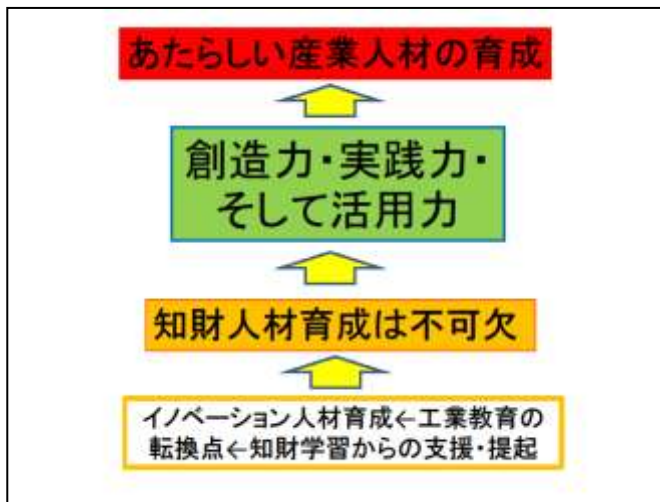 あたらしい産業人材の育成
創造力・実践力・
そして活用力
知財人材育成は不可欠
イノベーション人材育成←工業教育の
転換点←知財学習からの支援・提起